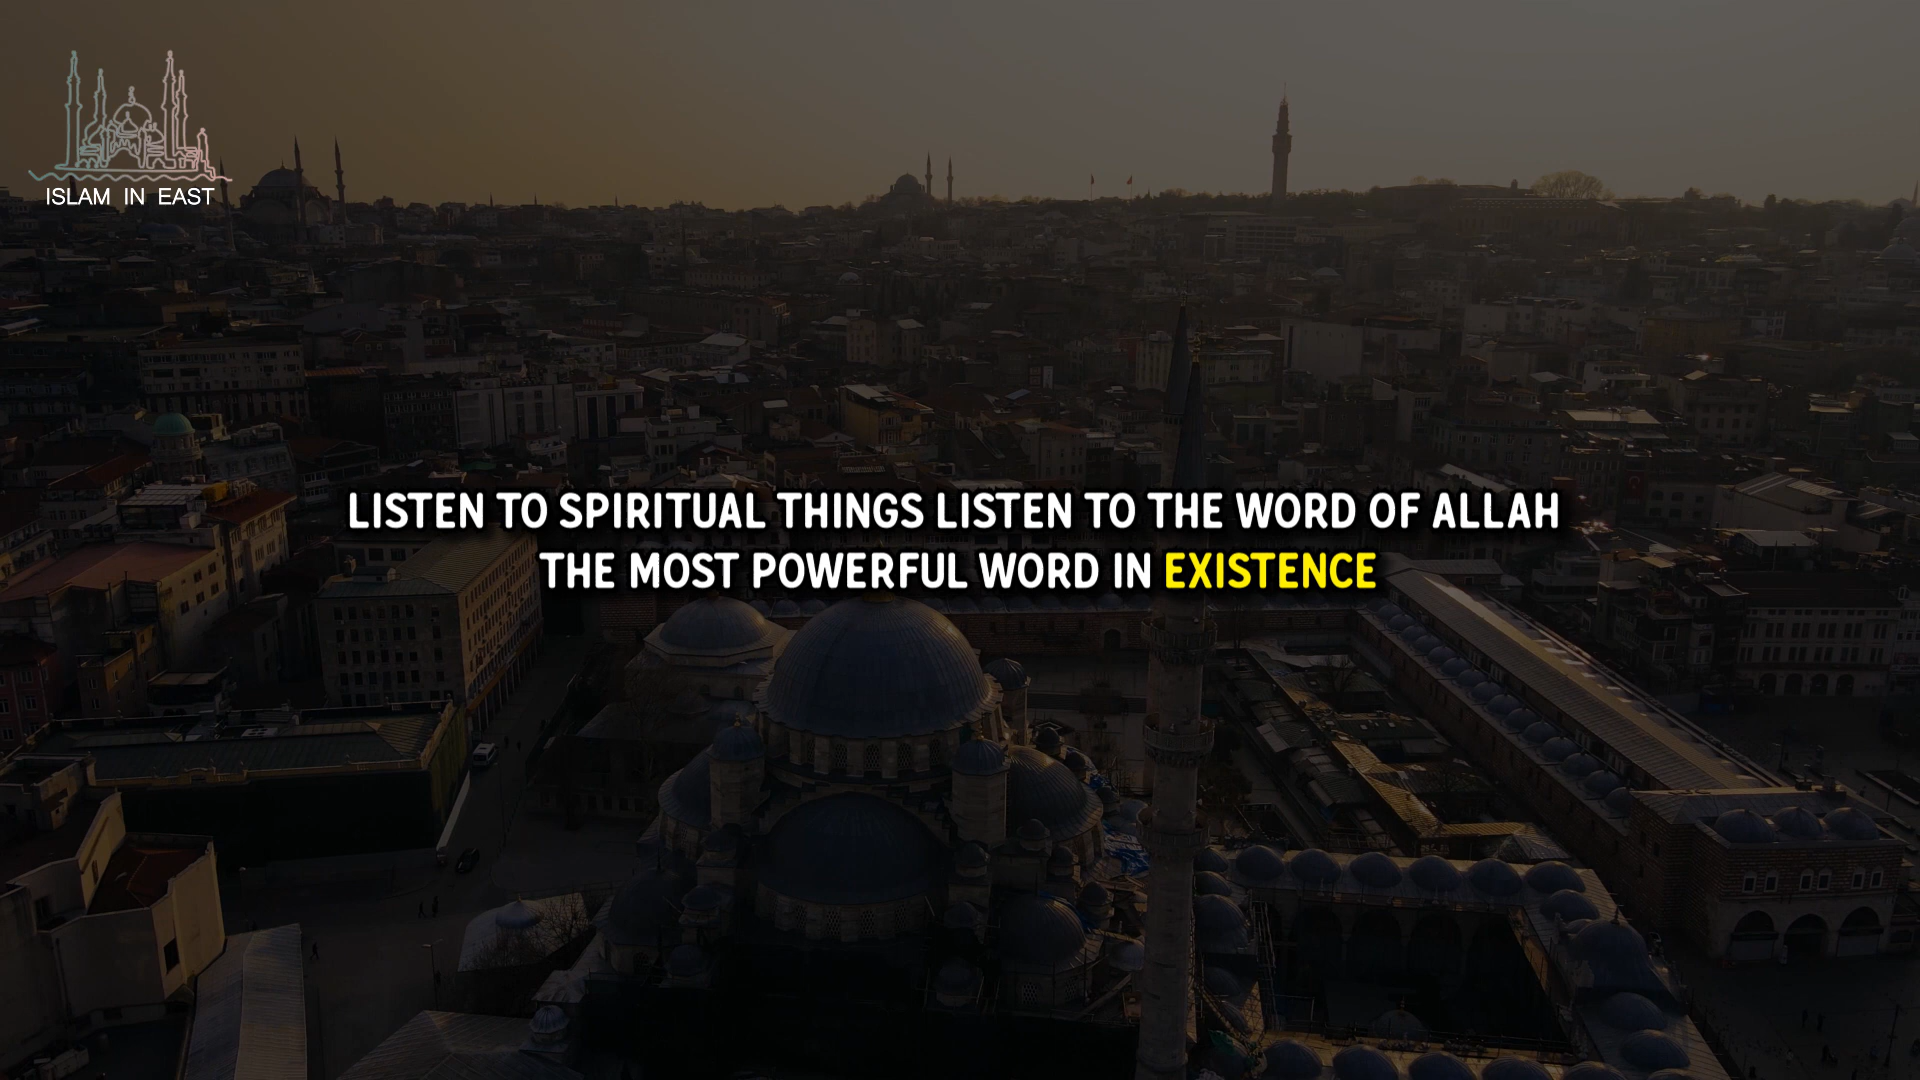 ISLAM IN EAST
LISTEN TO SPIRITUAL THINGS LISTEN TO THE WORD OF ALLAH
THE MOST POWERFUL WORD IN EXISTENCE